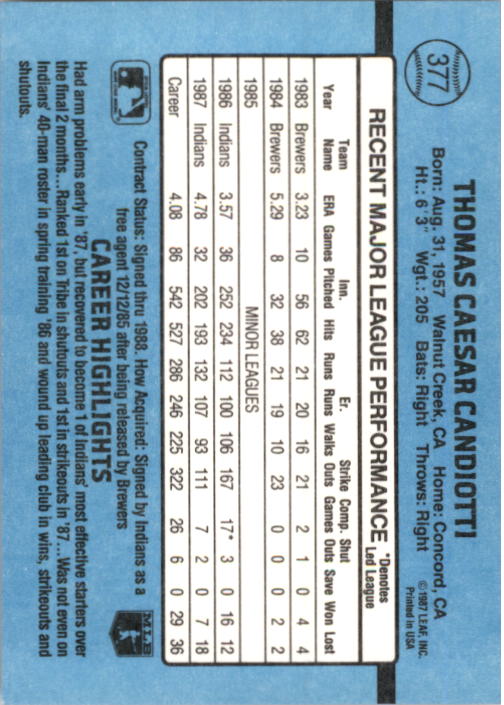 377
THOMAS CAESAR CANDIOTTI
Born: Aug. 31, 1957 Walnut Creek, CA Home: Concord, CA
Ht.: 6'3" Wgt.: 205 Bats: Right Throws: Right
©1987 LEAF, INC.
Printed in USA
RECENT MAJOR LEAGUE PERFORMANCE *Denotes Led League
Team Inn. Er. Strike Comp. Shut
Year Name ERA Games Pitched Hits Runs Runs Walks Outs Games Outs Save Won Lost
1983 Brewers 3.23 10 56 62 21 20 16 21 2 1 0 4 4
1984 Brewers 5.29 8 32 38 21 19 10 23 0 0 0 2 2
1985 MINOR LEAGUES
1986 Indians 3.57 36 252 234 112 100 106 167 17* 3 0 16 12
1987 Indians 4.78 32 202 193 132 107 93 111 7 2 0 7 18
Career 4.08 86 542 527 286 246 225 322 26 6 0 29 36
Contract Status: Signed thru 1988. How Acquired: Signed by Indians as a
free agent 12/12/85 after being released by Brewers
MLB
CAREER HIGHLIGHTS
Had arm problems early in '87, but recovered to become 1 of Indians' most effective starters over
the final 2 months...Ranked 1st on Tribe in shutouts and 1st in strikeouts in '87...Was not even on
Indians' 40-man roster in spring training '86 and wound up leading club in wins, strikeouts and
shutouts.